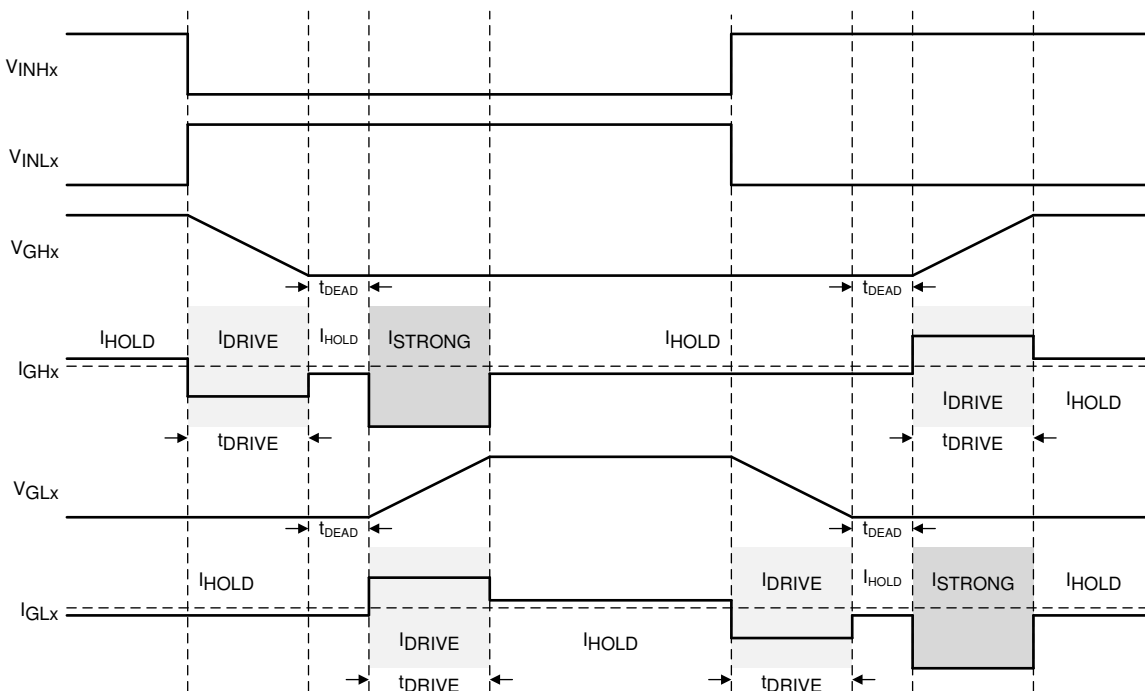 VINHx
VINLx
VGHx
tDEAD
tDEAD
IHOLD
IDRIVE
IHOLD
ISTRONG
IHOLD
IGHx
IDRIVE
IHOLD
tDRIVE
tDRIVE
VGLx
tDEAD
tDEAD
IHOLD
IDRIVE
IHOLD
ISTRONG
IHOLD
IGLx
IDRIVE
IHOLD
tDRIVE
tDRIVE